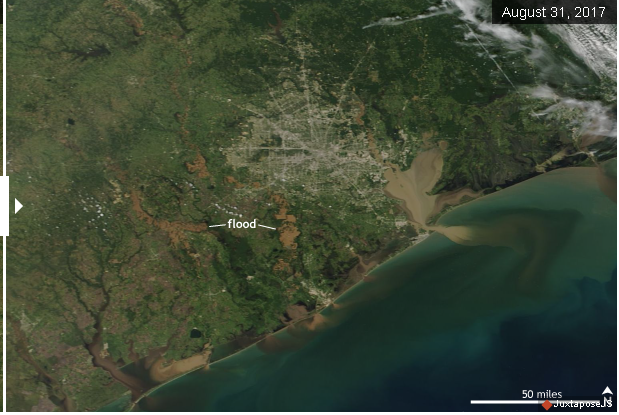 August 31, 2017
flood
50 miles
N
JuxtaposeJS